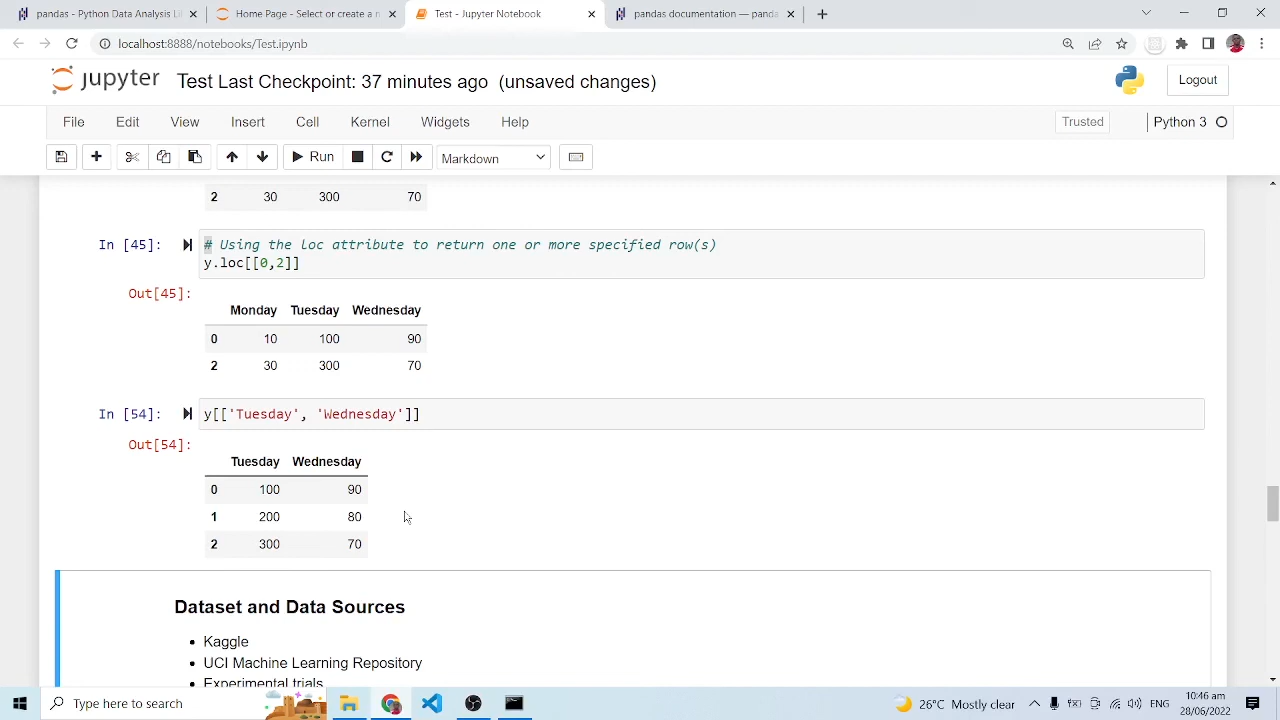 pandas - Python Data Analysis Li
Home Page - Select or create a n
Test - Jupyter Notebook
pandas documentation — panda
localhost:8888/notebooks/Test.ipynb
jupyter Test Last Checkpoint: 37 minutes ago (unsaved changes)
Logout
File Edit View Insert Cell Kernel Widgets Help
Trusted
Python 3
Run
Markdown
2 30 300 70
In [45]:
# Using the loc attribute to return one or more specified row(s)
y.loc[[0,2]]
Out[45]:
Monday Tuesday Wednesday
0 10 100 90
2 30 300 70
In [54]:
y[['Tuesday', 'Wednesday']]
Out[54]:
Tuesday Wednesday
0 100 90
1 200 80
2 300 70
Dataset and Data Sources
• Kaggle
• UCI Machine Learning Repository
• Experimental trials
Type here to search
26°C Mostly clear
ENG
10:46 am
28/06/2022